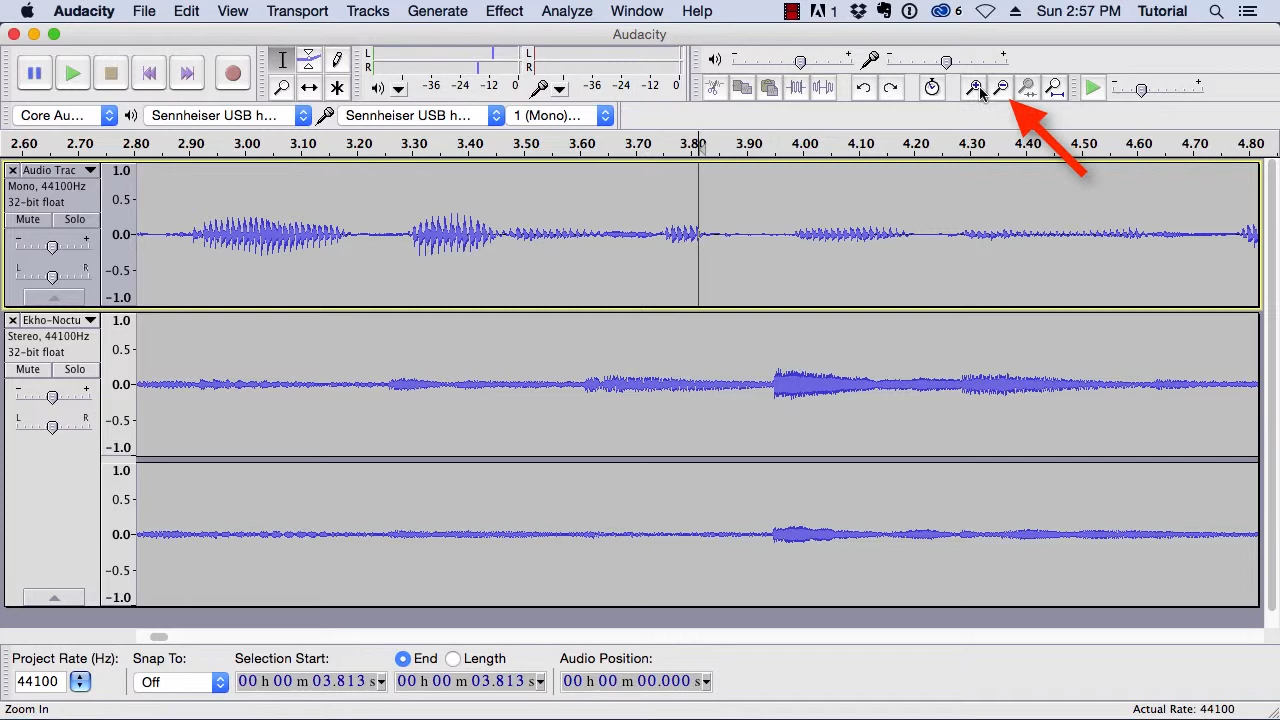 Audacity File Edit View Transport Tracks Generate Effect Analyze Window Help 1 6 Sun 2:57 PM Tutorial
Audacity
L
R
-36 -24 -12 0
L
R
-36 -24 -12 0
- + - +
- +
Core Au... Sennheiser USB h... Sennheiser USB h... 1 (Mono)...
2.60 2.70 2.80 2.90 3.00 3.10 3.20 3.30 3.40 3.50 3.60 3.70 3.80 3.90 4.00 4.10 4.20 4.30 4.40 4.50 4.60 4.70 4.80
Audio Trac
Mono, 44100Hz
32-bit float
Mute Solo
- +
L R
1.0
0.5
0.0
-0.5
-1.0
Ekho-Noctu
Stereo, 44100Hz
32-bit float
Mute Solo
- +
L R
1.0
0.5
0.0
-0.5
-1.0
1.0
0.5
0.0
-0.5
-1.0
Project Rate (Hz): Snap To: Selection Start: End Length Audio Position:
44100 Off 00 h 00 m 03.813 s 00 h 00 m 03.813 s 00 h 00 m 00.000 s
Zoom In Actual Rate: 44100